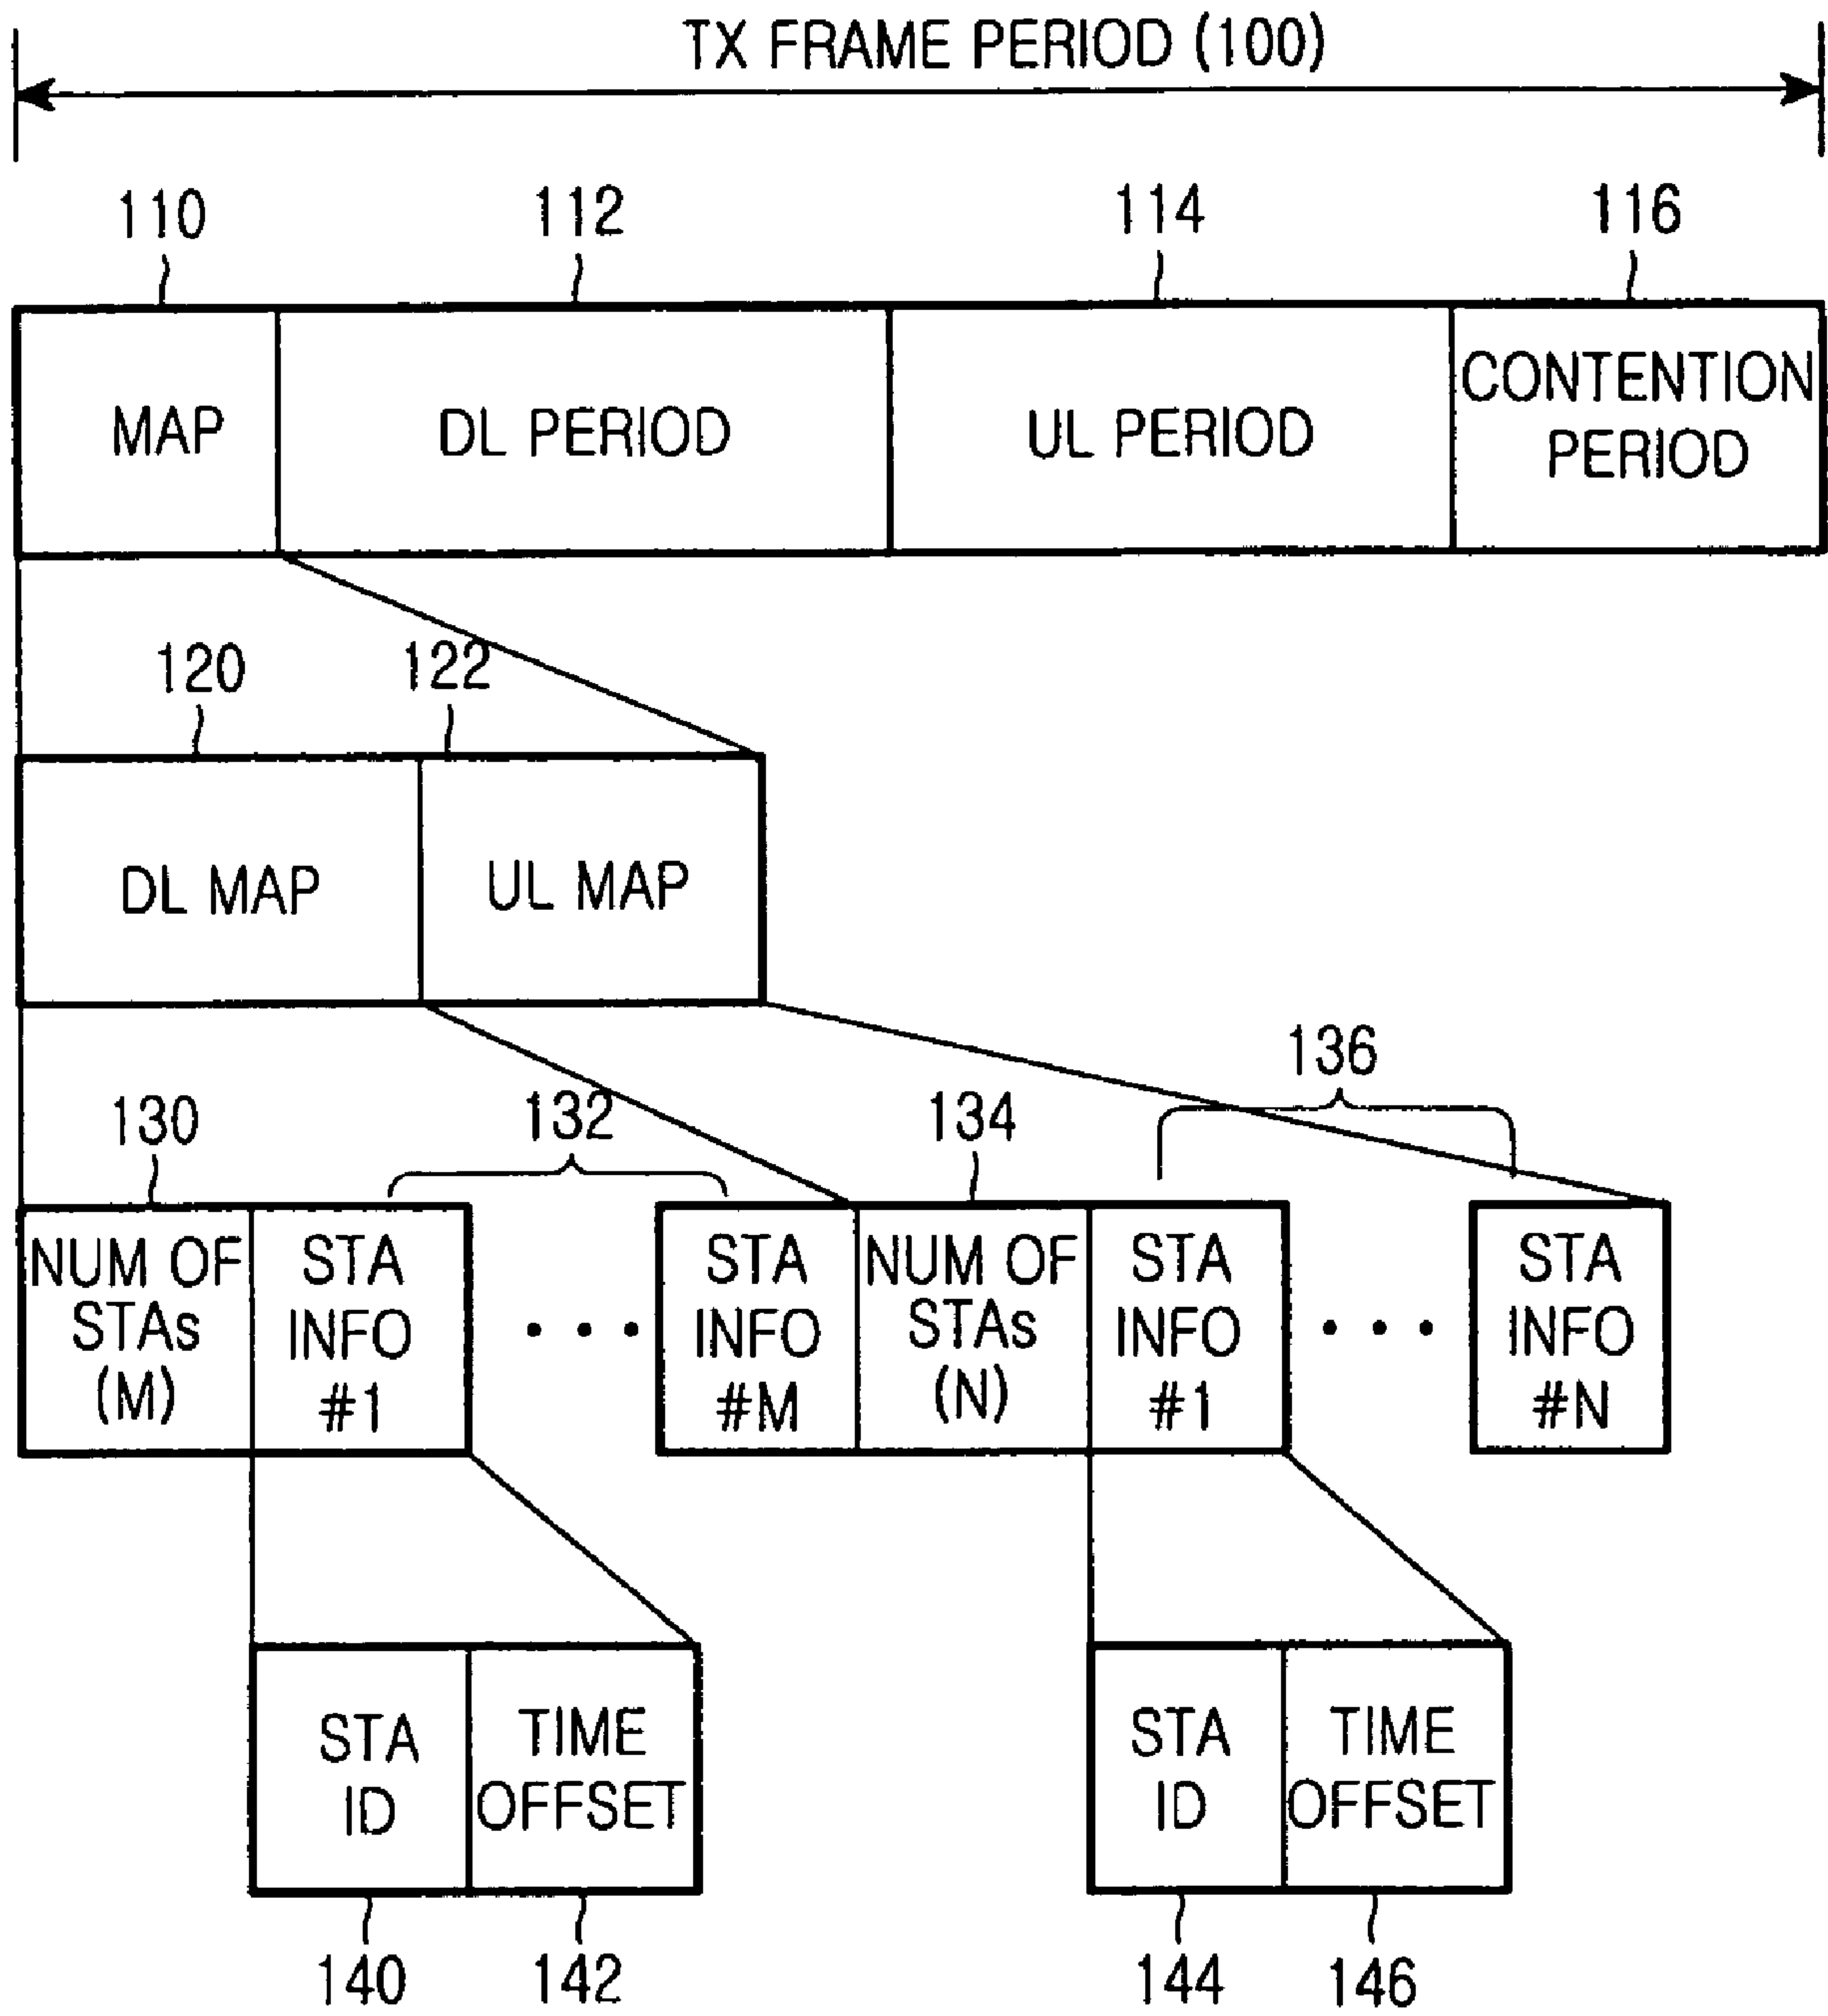 TX FRAME PERIOD (100)
110
112
114
116
MAP
DL PERIOD
UL PERIOD
CONTENTION
PERIOD
120
122
DL MAP
UL MAP
136
130
132
134
NUM OF
STAs
(M)
STA
INFO
#1
• • •
STA
INFO
#M
NUM OF
STAs
(N)
STA
INFO
#1
• • •
STA
INFO
#N
STA
ID
TIME
OFFSET
STA
ID
TIME
OFFSET
140
142
144
146